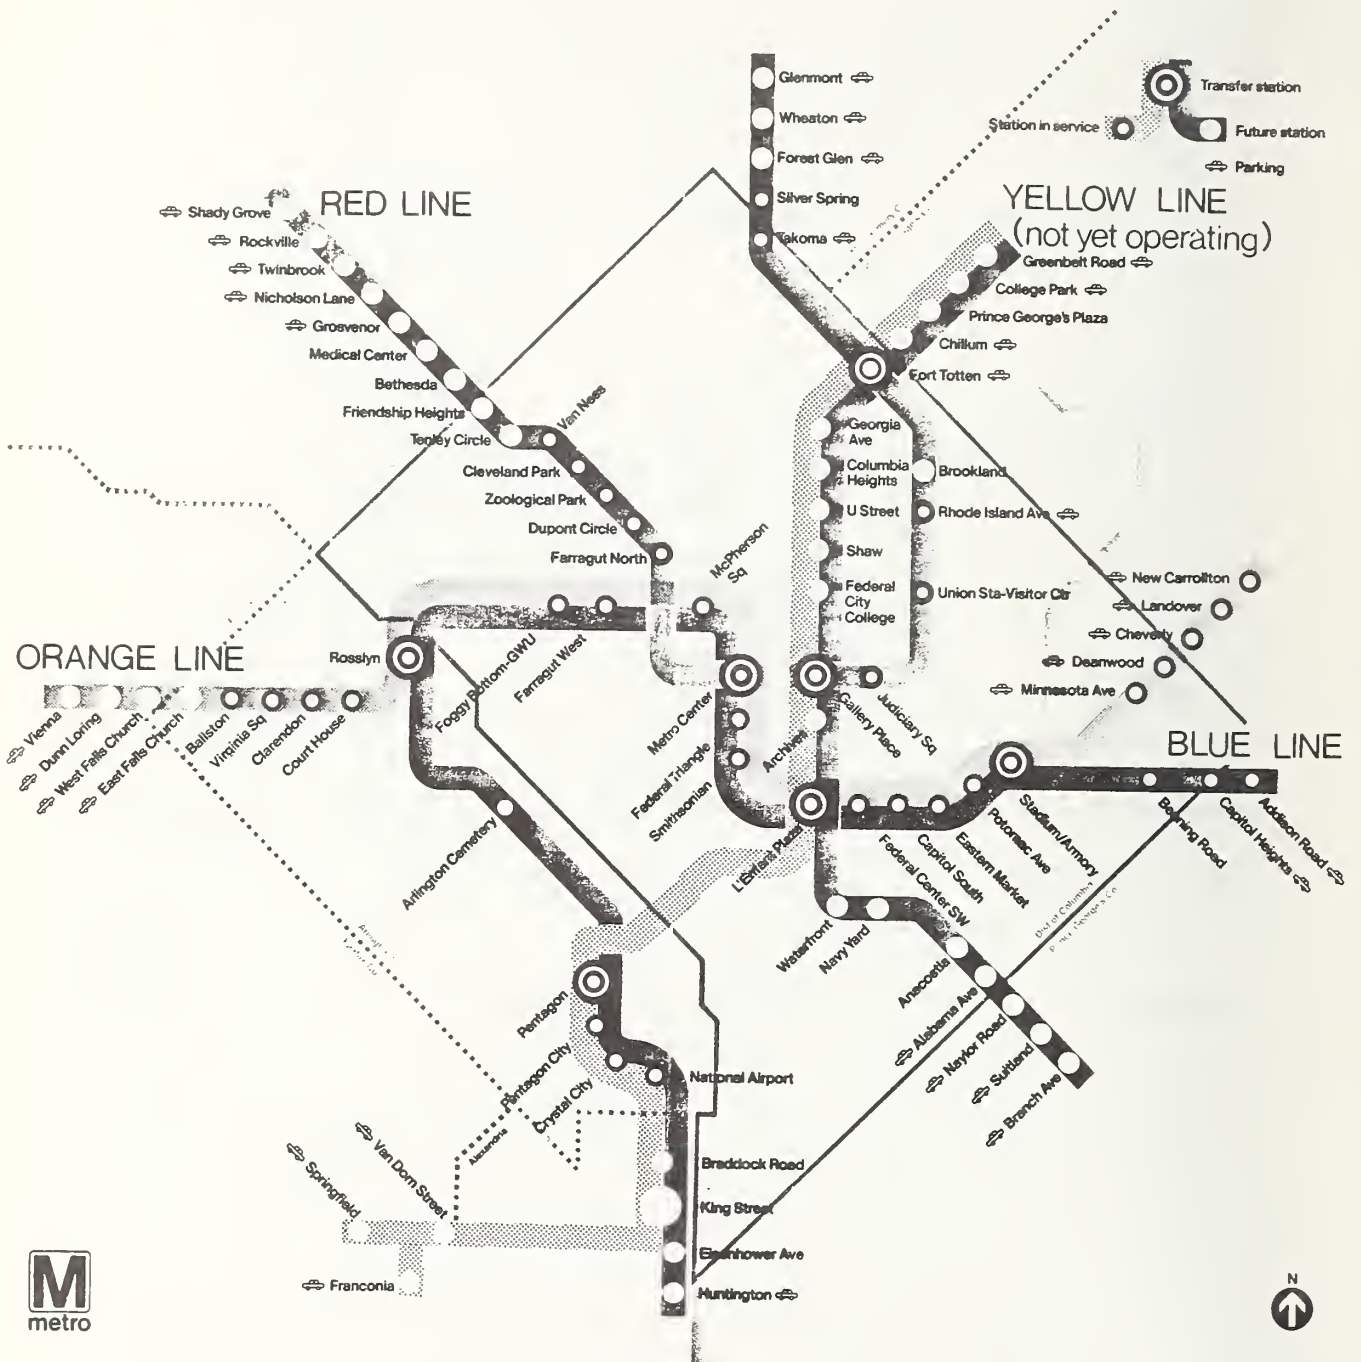 Glenmont
Wheaton
Forest Glen
Silver Spring
Takoma
Transfer station
Station in service
Future station
Parking
RED LINE
YELLOW LINE
(not yet operating)
Shady Grove
Rockville
Twinbrook
Nicholson Lane
Grosvenor
Medical Center
Bethesda
Friendship Heights
Tenley Circle
Van Ness
Cleveland Park
Zoological Park
Dupont Circle
Farragut North
Greenbelt Road
College Park
Prince George's Plaza
Chillum
Fort Totten
Georgia
Ave
Columbia
Heights
U Street
Shaw
Federal
City
College
Brookland
Rhode Island Ave
Union Sta-Visitor Ctr
McPherson
Sq
New Carrollton
Landover
Cheverly
Deanwood
Minnesota Ave
ORANGE LINE
Rosslyn
Foggy Bottom-GWU
Farragut West
Metro Center
Gallery Place
Judiciary Sq
Vienna
Dunn Loring
West Falls Church
East Falls Church
Ballston
Virginia Sq
Clarendon
Court House
Federal Triangle
Smithsonian
Archives
L'Enfant Plaza
BLUE LINE
Federal Center SW
Capitol South
Eastern Market
Potomac Ave
Stadium/Armory
Benning Road
Capitol Heights
Addison Road
Arlington Cemetery
Waterfront
Navy Yard
Anacostia
Alabama Ave
Naylor Road
Suitland
Branch Ave
Dist of Columbia
Prince George's Co
Pentagon
Pentagon City
Crystal City
National Airport
Alexandria
Braddock Road
King Street
Eisenhower Ave
Huntington
Van Dorn Street
Springfield
Franconia
M
metro
N